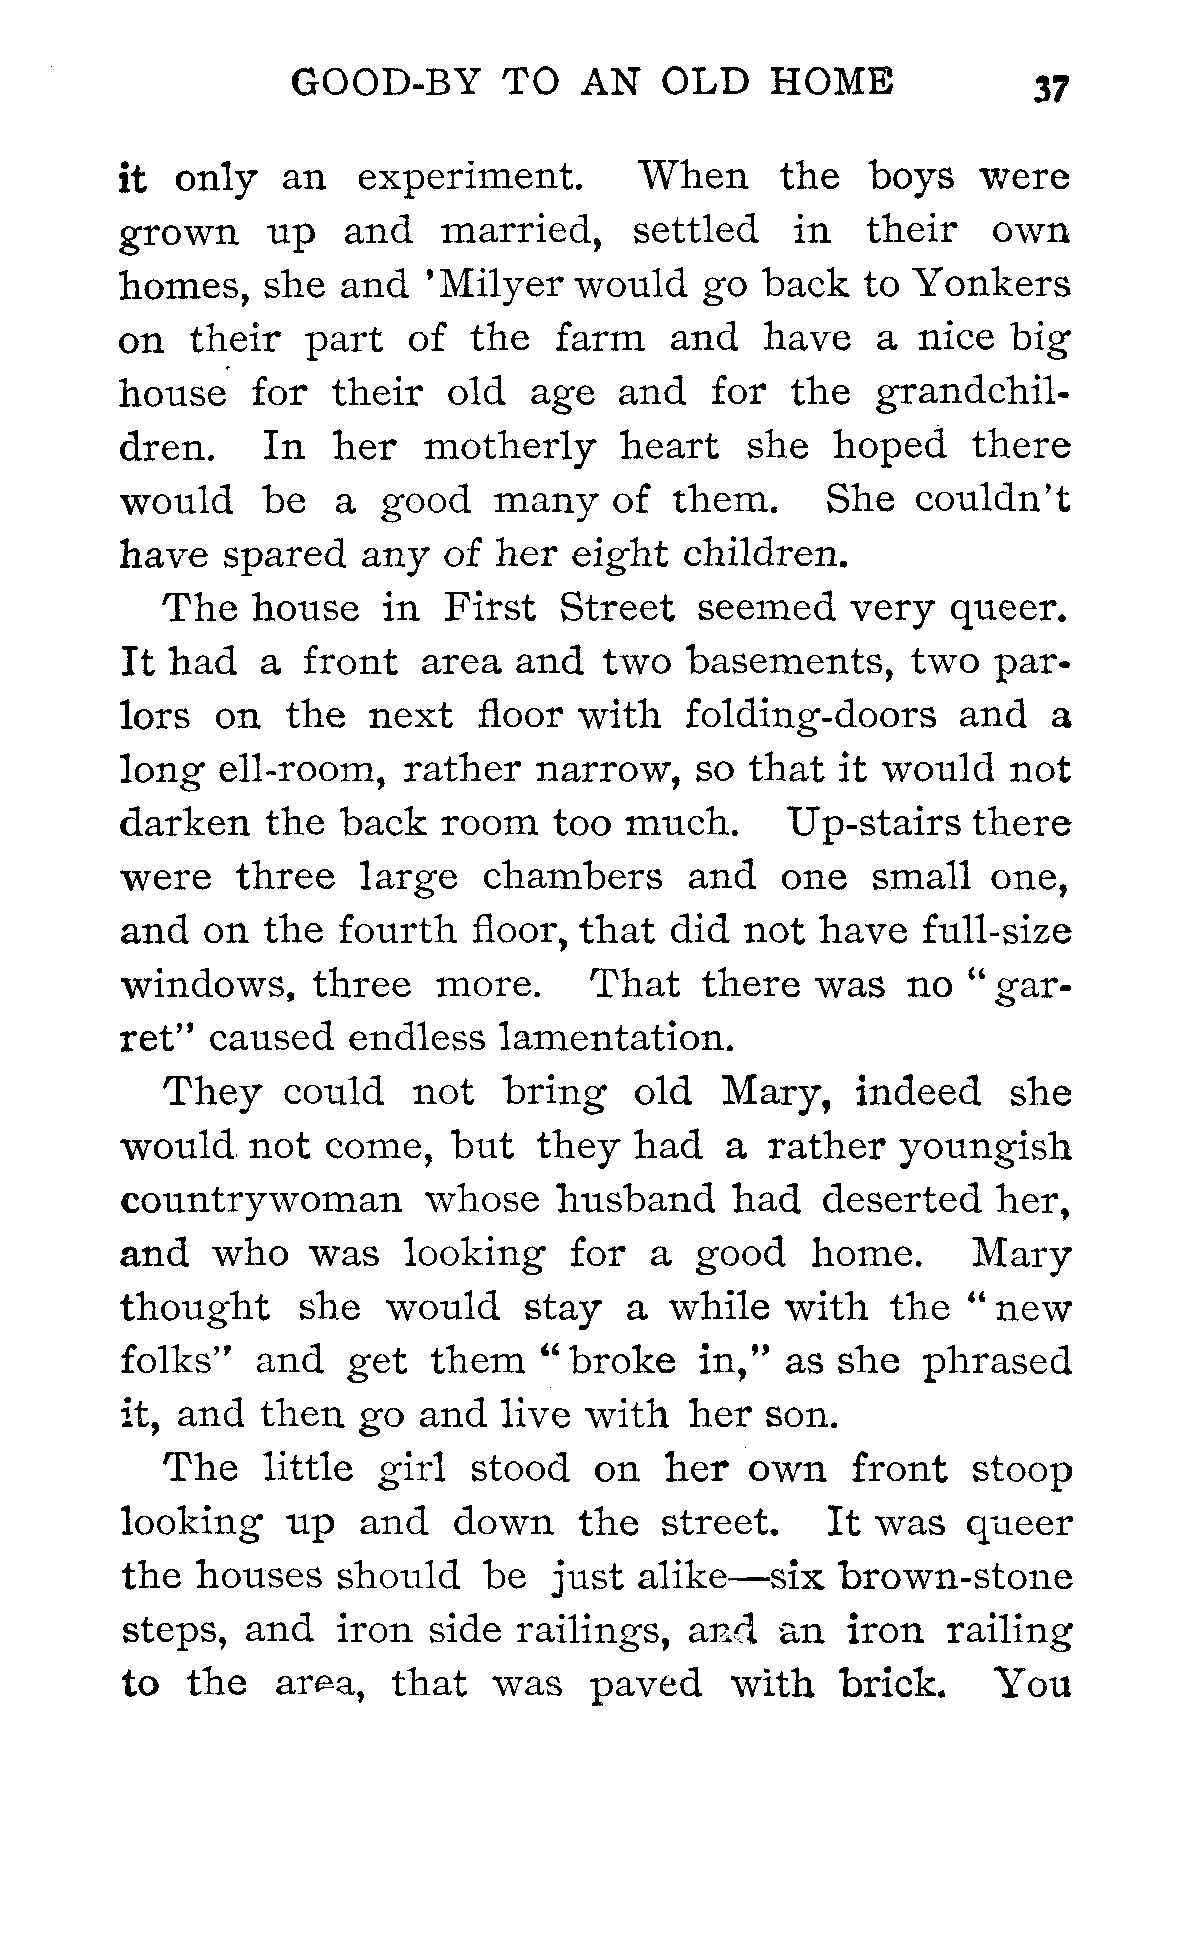 GOOD-BY TO AN OLD HOME 37
it only an experiment. When the boys were
grown up and married, settled in their own
homes, she and 'Milyer would go back to Yonkers
on their part of the farm and have a nice big
house for their old age and for the grandchil-
dren. In her motherly heart she hoped there
would be a good many of them. She couldn't
have spared any of her eight children.
The house in First Street seemed very queer.
It had a front area and two basements, two par-
lors on the next floor with folding-doors and a
long ell-room, rather narrow, so that it would not
darken the back room too much. Up-stairs there
were three large chambers and one small one,
and on the fourth floor, that did not have full-size
windows, three more. That there was no "gar-
ret" caused endless lamentation.
They could not bring old Mary, indeed she
would not come, but they had a rather youngish
countrywoman whose husband had deserted her,
and who was looking for a good home. Mary
thought she would stay a while with the "new
folks" and get them "broke in," as she phrased
it, and then go and live with her son.
The little girl stood on her own front stoop
looking up and down the street. It was queer
the houses should be just alike—six brown-stone
steps, and iron side railings, and an iron railing
to the area, that was paved with brick. You